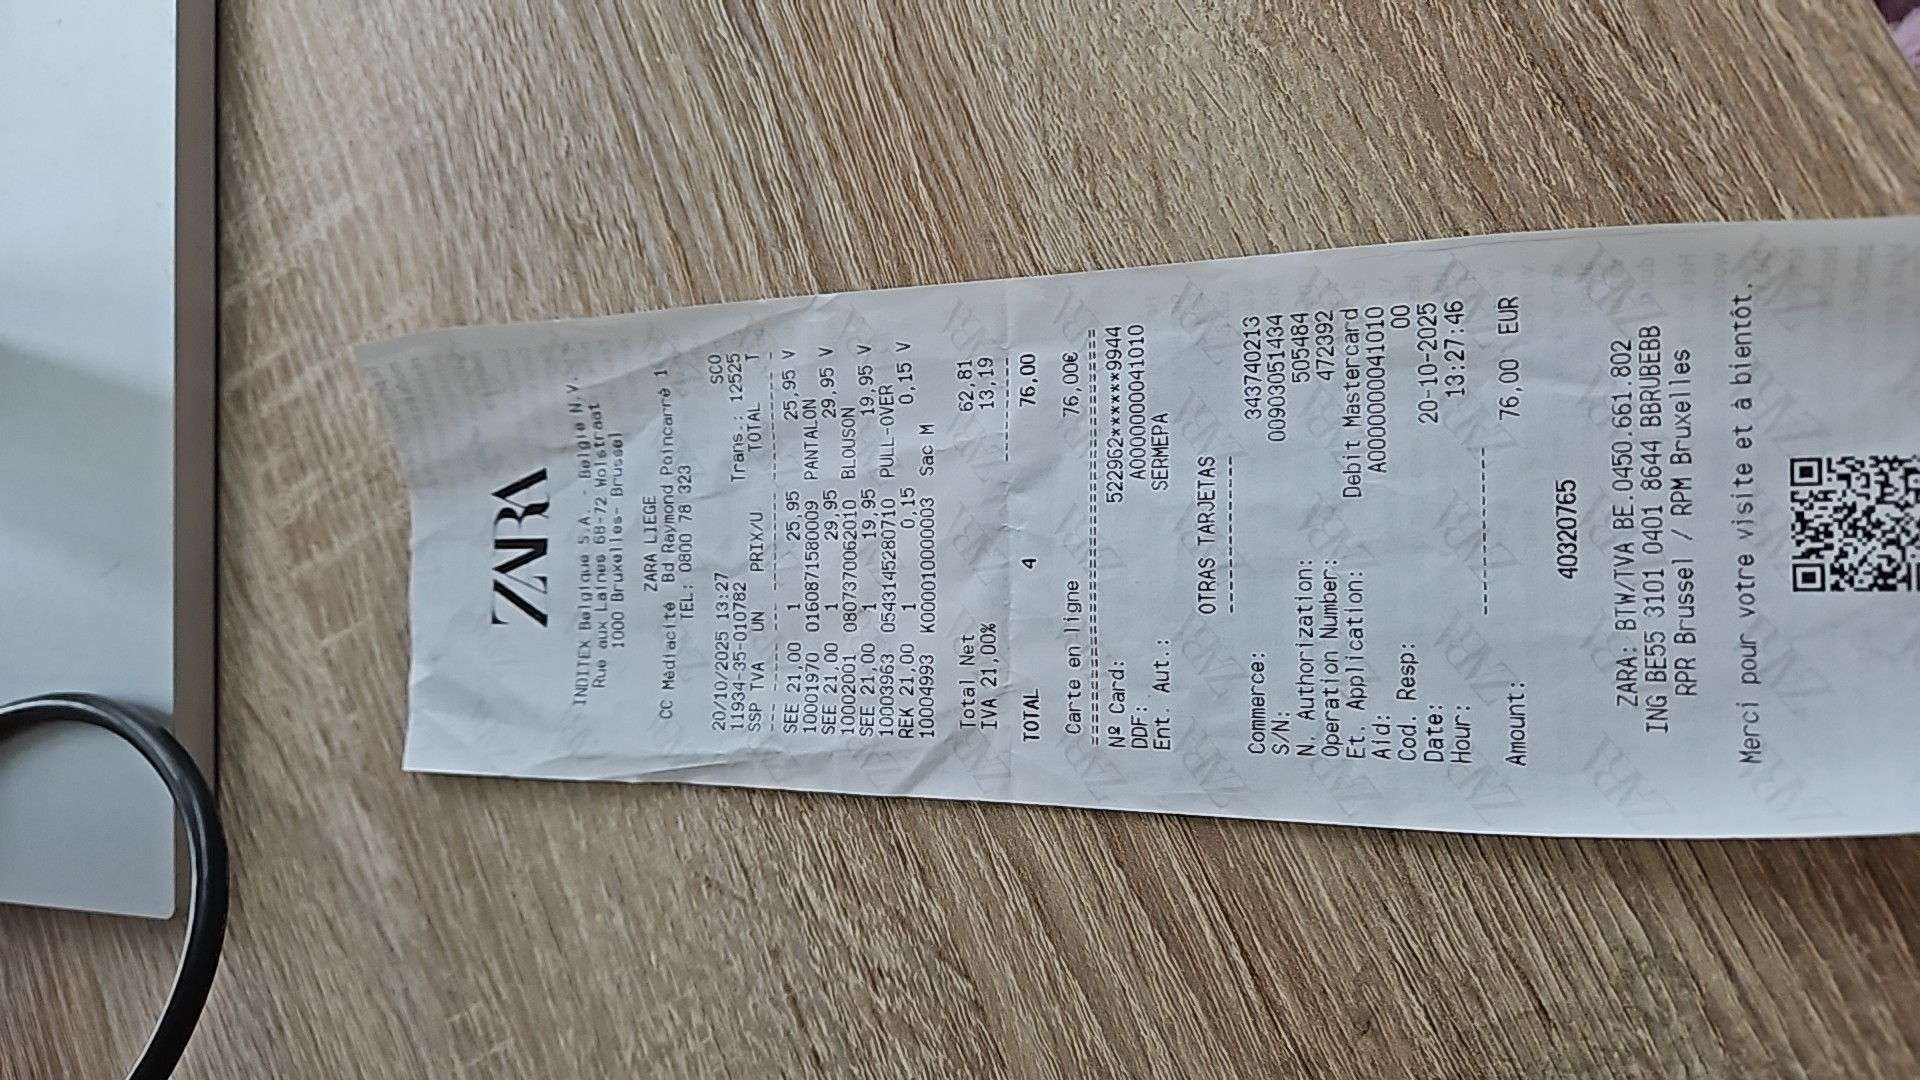 ZARA
INDITEX Belgique S.A. - België N.V.
Rue aux Laines 68-72 Wolstraat
1000 Bruxelles- Brussel
ZARA LIEGE
CC Médiacité Bd Raymond Poincarré 1
TEL.: 0800 78 323
20/10/2025 13:27 SCO
11934-35-010782 Trans.: 12525
SSP TVA UN PRIX/U TOTAL T
SEE 21,00 1 25,95 25,95 V
10001970 0160871580009 PANTALON
SEE 21,00 1 29,95 29,95 V
10002001 0807370062010 BLOUSON
SEE 21,00 1 19,95 19,95 V
10003963 0543145280710 PULL-OVER
REK 21,00 1 0,15 0,15 V
10004993 K0000100000003 Sac M
Total Net 62,81
IVA 21,00% 13,19
TOTAL 4 76,00
Carte en ligne 76,00€
Nº Card: 522962*******9944
DDF: A0000000041010
Ent. Aut.: SERMEPA
OTRAS TARJETAS
Commerce: 343740213
S/N: 00903051434
N. Authorization: 505484
Operation Number: 472392
Et. Application: Debit Mastercard
Aid: A0000000041010
Cod. Resp: 00
Date: 20-10-2025
Hour: 13:27:46
Amount: 76,00 EUR
40320765
ZARA: BTW/TVA BE.0450.661.802
ING BE55 3101 0401 8644 BBRUBEBB
RPR Brussel / RPM Bruxelles
Merci pour votre visite et à bientôt.